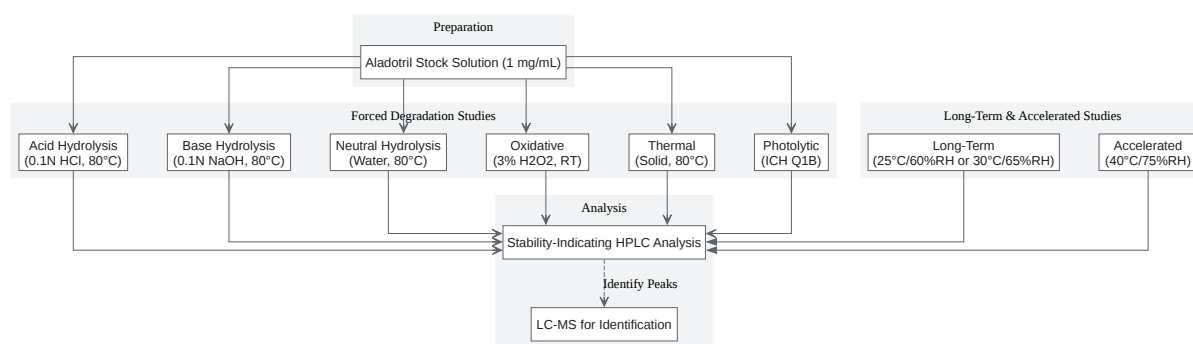 Preparation
Aladotril Stock Solution (1 mg/mL)
Forced Degradation Studies
Long-Term & Accelerated Studies
Acid Hydrolysis
(0.1N HCl, 80°C)
Base Hydrolysis
(0.1N NaOH, 80°C)
Neutral Hydrolysis
(Water, 80°C)
Oxidative
(3% H2O2, RT)
Thermal
(Solid, 80°C)
Photolytic
(ICH Q1B)
Long-Term
(25°C/60%RH or 30°C/65%RH)
Accelerated
(40°C/75%RH)
Analysis
Stability-Indicating HPLC Analysis
Identify Peaks
LC-MS for Identification